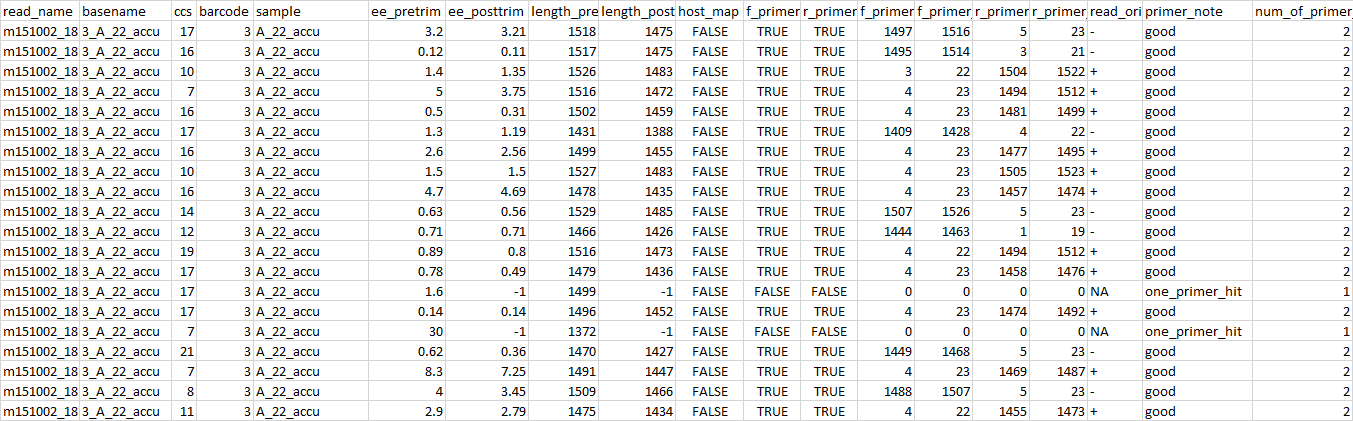 read_name basename ccs barcode sample ee_pretrim ee_posttrim length_pre length_post host_map f_primer r_primer f_primer_ f_primer_ r_primer_ r_primer_ read_ori primer_note num_of_primer_
m151002_18 3_A_22_accu 17 3 A_22_accu 3.2 3.21 1518 1475 FALSE TRUE TRUE 1497 1516 5 23 - good 2
m151002_18 3_A_22_accu 16 3 A_22_accu 0.12 0.11 1517 1475 FALSE TRUE TRUE 1495 1514 3 21 - good 2
m151002_18 3_A_22_accu 10 3 A_22_accu 1.4 1.35 1526 1483 FALSE TRUE TRUE 3 22 1504 1522 + good 2
m151002_18 3_A_22_accu 7 3 A_22_accu 5 3.75 1516 1472 FALSE TRUE TRUE 4 23 1494 1512 + good 2
m151002_18 3_A_22_accu 16 3 A_22_accu 0.5 0.31 1502 1459 FALSE TRUE TRUE 4 23 1481 1499 + good 2
m151002_18 3_A_22_accu 17 3 A_22_accu 1.3 1.19 1431 1388 FALSE TRUE TRUE 1409 1428 4 22 - good 2
m151002_18 3_A_22_accu 16 3 A_22_accu 2.6 2.56 1499 1455 FALSE TRUE TRUE 4 23 1477 1495 + good 2
m151002_18 3_A_22_accu 10 3 A_22_accu 1.5 1.5 1527 1483 FALSE TRUE TRUE 4 23 1505 1523 + good 2
m151002_18 3_A_22_accu 16 3 A_22_accu 4.7 4.69 1478 1435 FALSE TRUE TRUE 4 23 1457 1474 + good 2
m151002_18 3_A_22_accu 14 3 A_22_accu 0.63 0.56 1529 1485 FALSE TRUE TRUE 1507 1526 5 23 - good 2
m151002_18 3_A_22_accu 12 3 A_22_accu 0.71 0.71 1466 1426 FALSE TRUE TRUE 1444 1463 1 19 - good 2
m151002_18 3_A_22_accu 19 3 A_22_accu 0.89 0.8 1516 1473 FALSE TRUE TRUE 4 22 1494 1512 + good 2
m151002_18 3_A_22_accu 17 3 A_22_accu 0.78 0.49 1479 1436 FALSE TRUE TRUE 4 23 1458 1476 + good 2
m151002_18 3_A_22_accu 17 3 A_22_accu 1.6 -1 1499 -1 FALSE FALSE FALSE 0 0 0 0 NA one_primer_hit 1
m151002_18 3_A_22_accu 17 3 A_22_accu 0.14 0.14 1496 1452 FALSE TRUE TRUE 4 23 1474 1492 + good 2
m151002_18 3_A_22_accu 7 3 A_22_accu 30 -1 1372 -1 FALSE FALSE FALSE 0 0 0 0 NA one_primer_hit 1
m151002_18 3_A_22_accu 21 3 A_22_accu 0.62 0.36 1470 1427 FALSE TRUE TRUE 1449 1468 5 23 - good 2
m151002_18 3_A_22_accu 7 3 A_22_accu 8.3 7.25 1491 1447 FALSE TRUE TRUE 4 23 1469 1487 + good 2
m151002_18 3_A_22_accu 8 3 A_22_accu 4 3.45 1509 1466 FALSE TRUE TRUE 1488 1507 5 23 - good 2
m151002_18 3_A_22_accu 11 3 A_22_accu 2.9 2.79 1475 1434 FALSE TRUE TRUE 4 22 1455 1473 + good 2